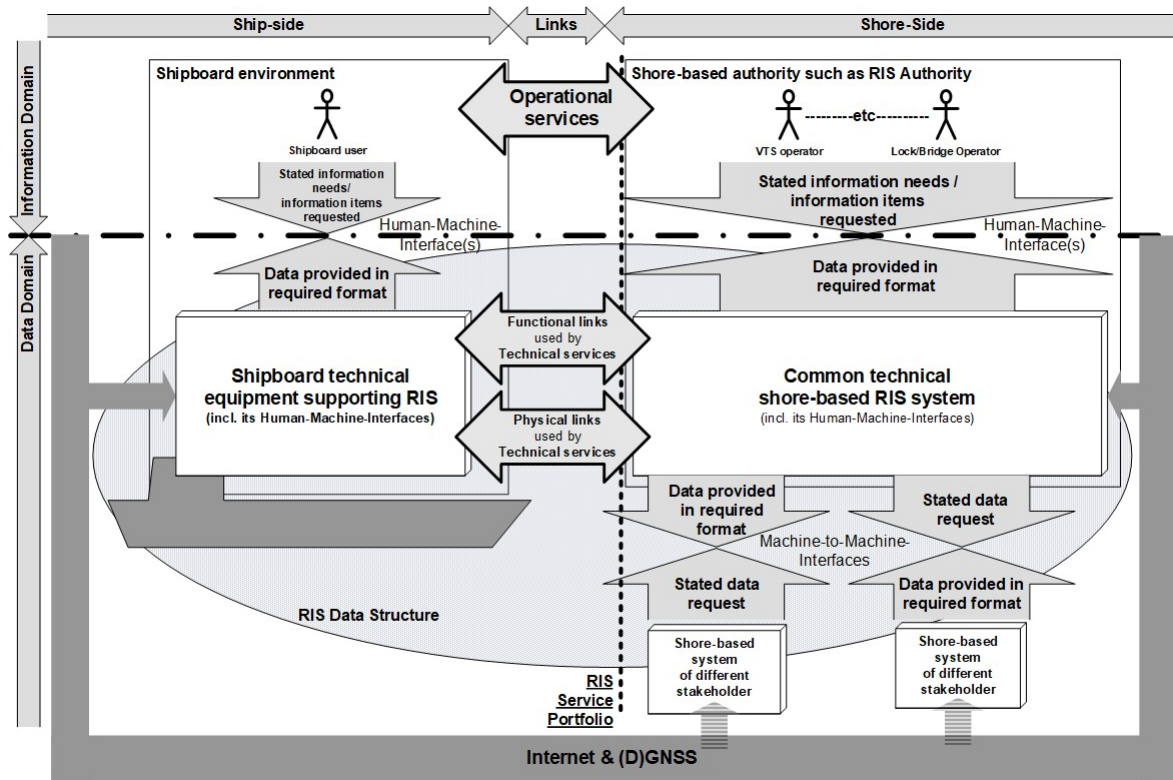 Ship-side
Links
Shore-Side
Information Domain
Data Domain
Shipboard environment
Shore-based authority such as RIS Authority
Operational
services
Shipboard user
VTS operator
---------etc---------
Lock/Bridge Operator
Stated information
needs/
information items
requested
Stated information needs /
information items
requested
Human-Machine-
Interface(s)
Human-Machine-
Interface(s)
Data provided in
required format
Data provided in
required format
Functional links
used by
Technical services
Shipboard technical
equipment supporting RIS
(incl. its Human-Machine-Interfaces)
Common technical
shore-based RIS system
(incl. its Human-Machine-Interfaces)
Physical links
used by
Technical services
Data provided
in required
format
Stated data
request
Machine-to-Machine-
Interfaces
Stated data
request
Data provided in
required format
RIS Data Structure
Shore-based
system
of different
stakeholder
Shore-based
system
of different
stakeholder
RIS
Service
Portfolio
Internet & (D)GNSS